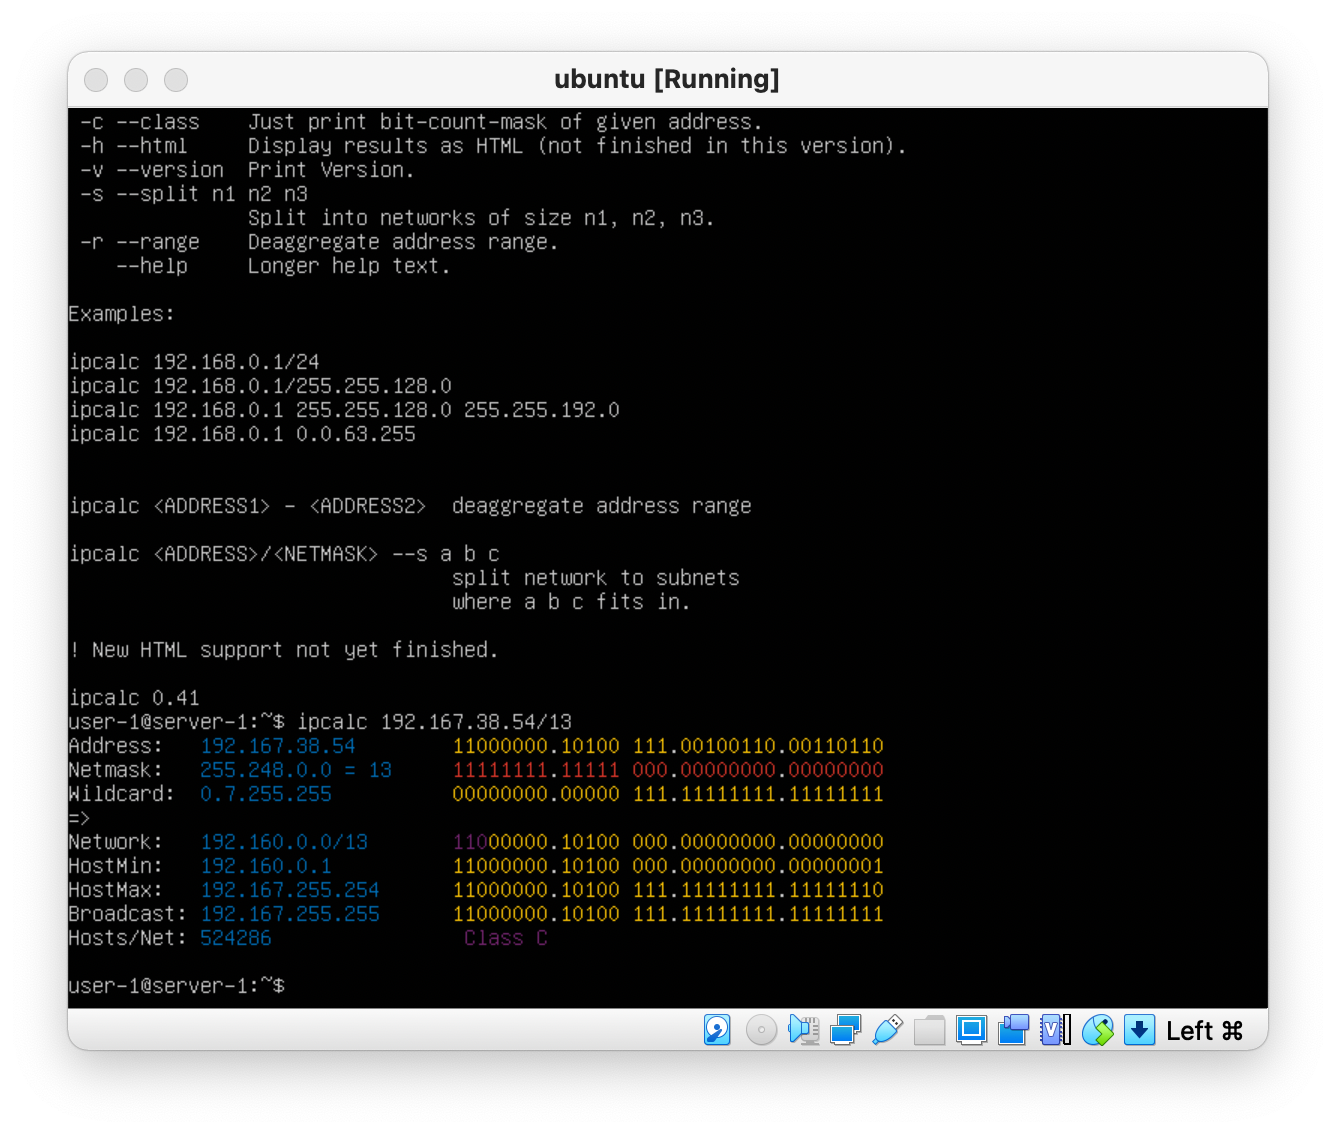 ubuntu [Running]
-c --class    Just print bit-count-mask of given address.
-h --html     Display results as HTML (not finished in this version).
-v --version  Print Version.
-s --split n1 n2 n3
Split into networks of size n1, n2, n3.
-r --range    Deaggregate address range.
--help     Longer help text.
Examples:
ipcalc 192.168.0.1/24
ipcalc 192.168.0.1/255.255.128.0
ipcalc 192.168.0.1 255.255.128.0 255.255.192.0
ipcalc 192.168.0.1 0.0.63.255
ipcalc <ADDRESS1> - <ADDRESS2>  deaggregate address range
ipcalc <ADDRESS>/<NETMASK> --s a b c
split network to subnets
where a b c fits in.
! New HTML support not yet finished.
ipcalc 0.41
user-1@server-1:~$ ipcalc 192.167.38.54/13
Address:   192.167.38.54        11000000.10100 111.00100110.00110110
Netmask:   255.248.0.0 = 13     11111111.11111 000.00000000.00000000
Wildcard:  0.7.255.255          00000000.00000 111.11111111.11111111
=>
Network:   192.160.0.0/13       11000000.10100 000.00000000.00000000
HostMin:   192.160.0.1          11000000.10100 000.00000000.00000001
HostMax:   192.167.255.254      11000000.10100 111.11111111.11111110
Broadcast: 192.167.255.255      11000000.10100 111.11111111.11111111
Hosts/Net: 524286                Class C
user-1@server-1:~$
Left ⌘